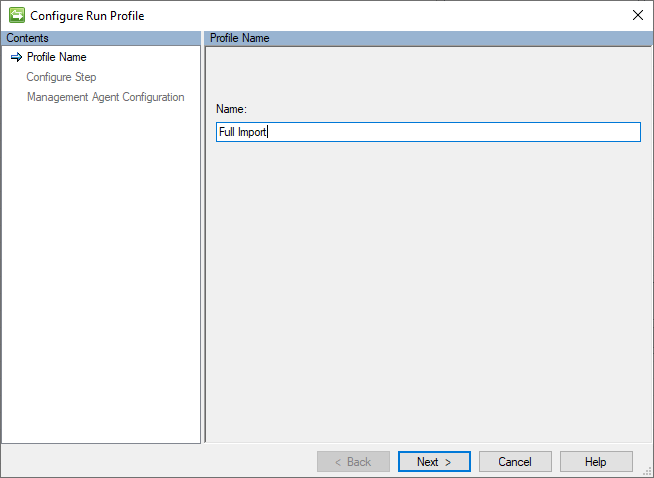 Configure Run Profile
Contents
Profile Name
Configure Step
Management Agent Configuration
Profile Name
Name:
Full Import
< Back
Next >
Cancel
Help